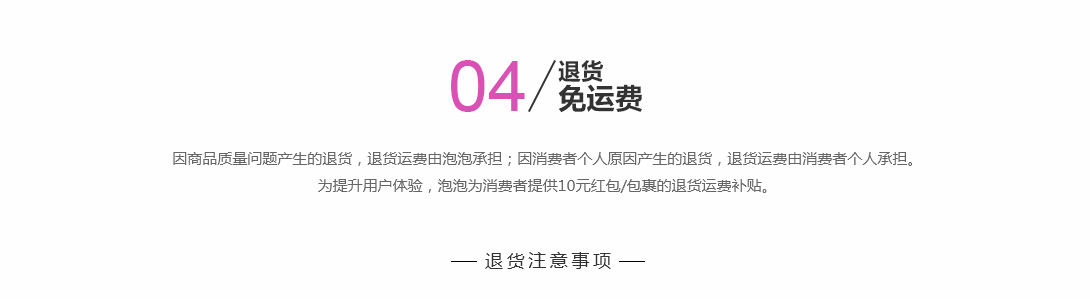 04/退货
免运费
因商品质量问题产生的退货，退货运费由泡泡承担；因消费者个人原因产生的退货，退货运费由消费者个人承担。
为提升用户体验，泡泡为消费者提供10元红包/包裹的退货运费补贴。
— 退货注意事项 —